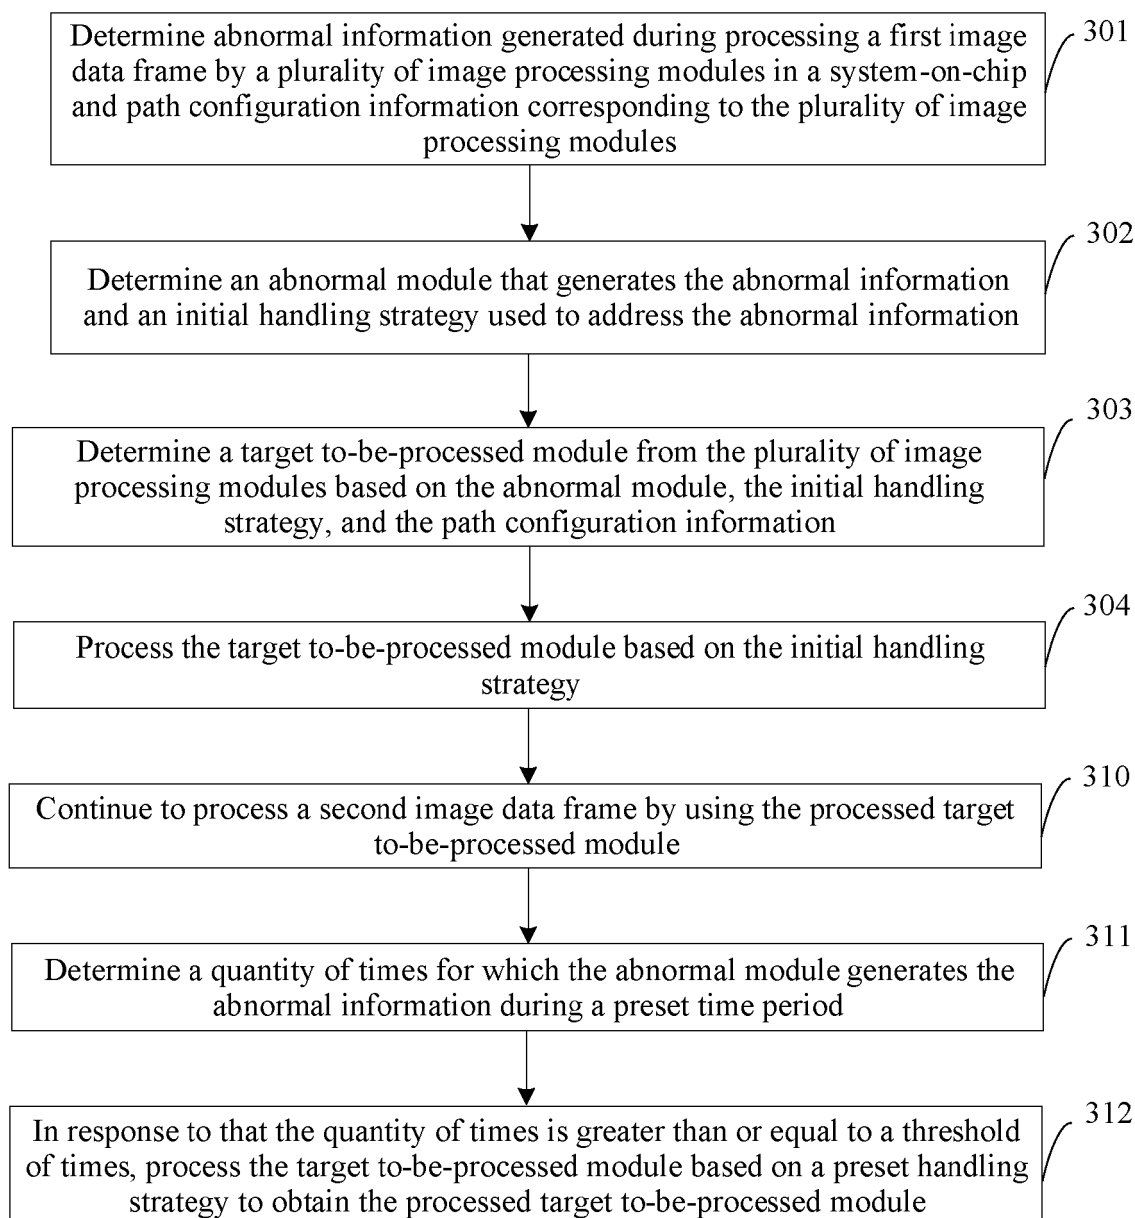 Determine abnormal information generated during processing a first image
data frame by a plurality of image processing modules in a system-on-chip
and path configuration information corresponding to the plurality of image
processing modules
301
Determine an abnormal module that generates the abnormal information
and an initial handling strategy used to address the abnormal information
302
Determine a target to-be-processed module from the plurality of image
processing modules based on the abnormal module, the initial handling
strategy, and the path configuration information
303
Process the target to-be-processed module based on the initial handling
strategy
304
Continue to process a second image data frame by using the processed target
to-be-processed module
310
Determine a quantity of times for which the abnormal module generates the
abnormal information during a preset time period
311
In response to that the quantity of times is greater than or equal to a threshold
of times, process the target to-be-processed module based on a preset handling
strategy to obtain the processed target to-be-processed module
312